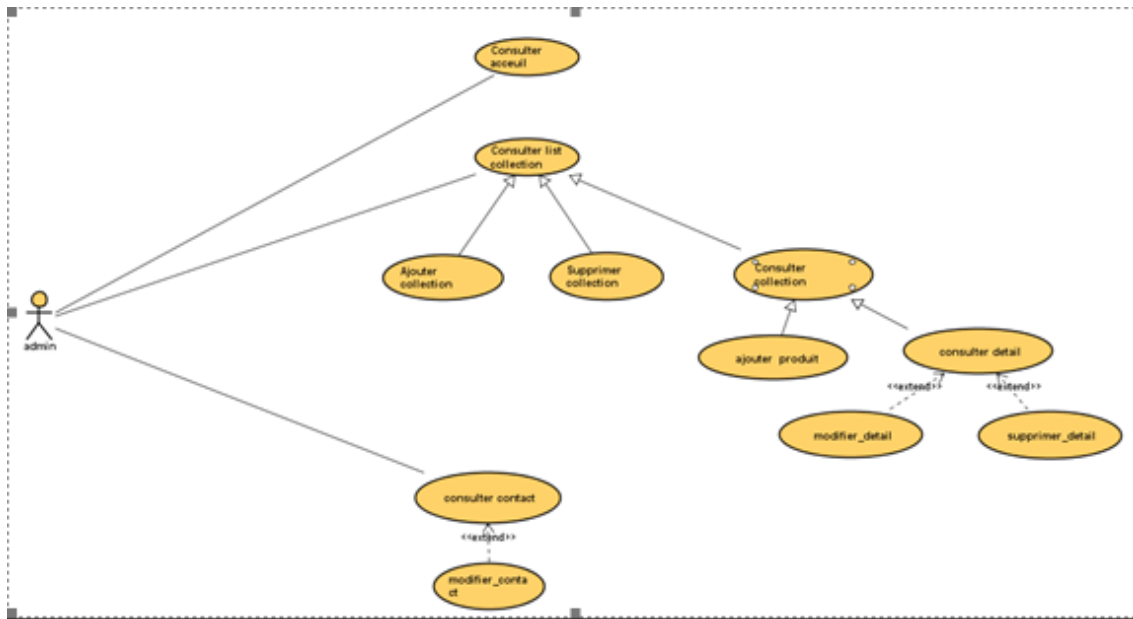 Consulter
acceuil
Consulter list
collection
Ajouter
collection
Supprimer
collection
Consulter
collection
admin
ajouter produit
consulter detail
<<extend>>
<<extend>>
modifier_detail
supprimer_detail
consulter contact
<<extend>>
modifier_conta
ct